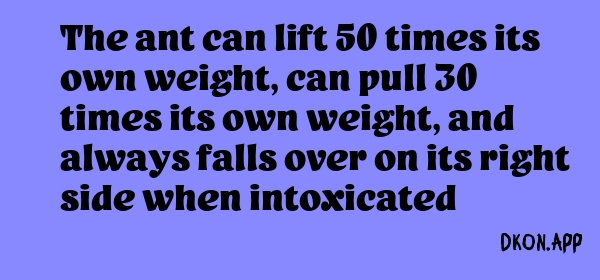 The ant can lift 50 times its
own weight, can pull 30
times its own weight, and
always falls over on its right
side when intoxicated
DKON.APP